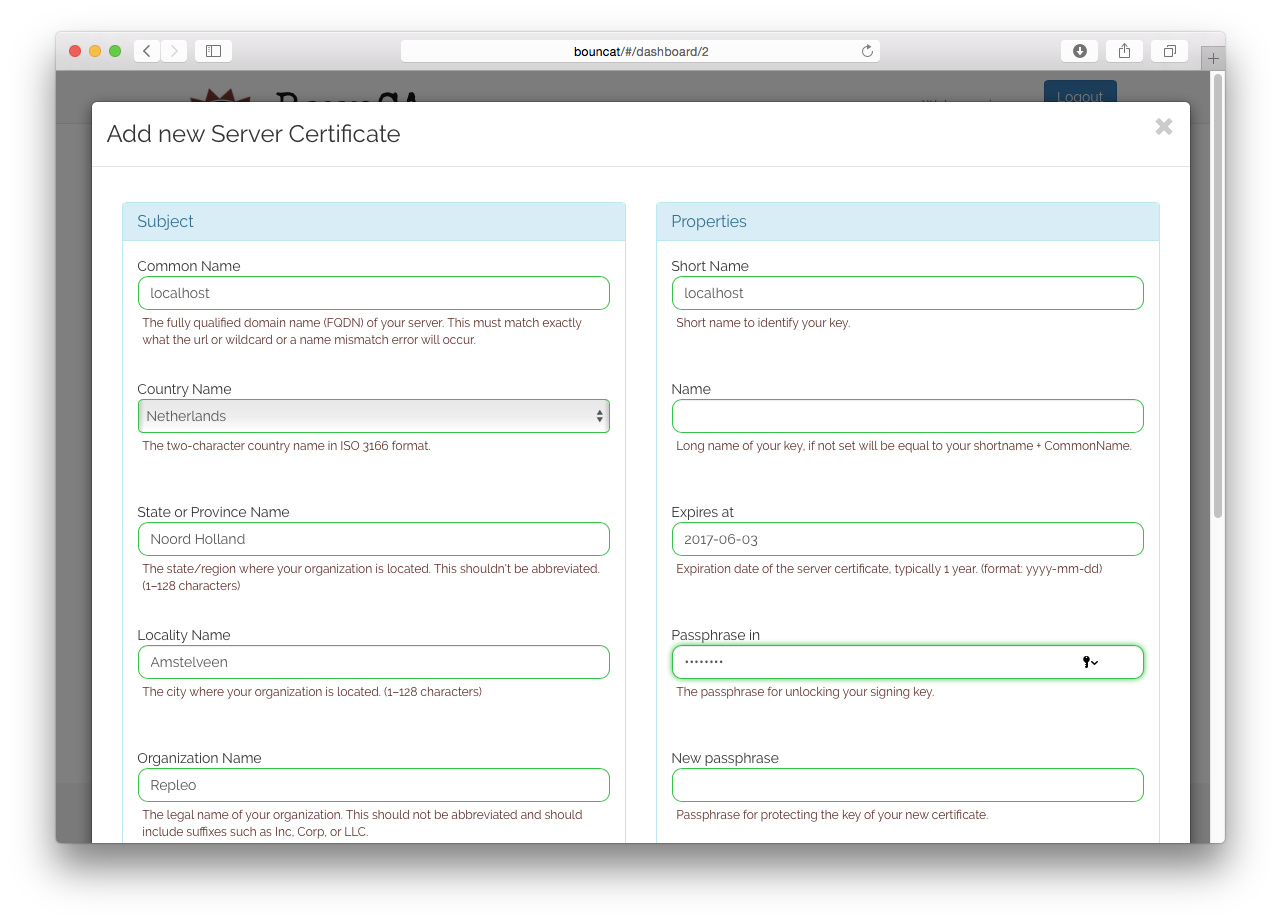 bouncat/#/dashboard/2
Logout
Add new Server Certificate
Subject
Common Name
localhost
The fully qualified domain name (FQDN) of your server. This must match exactly
what the url or wildcard or a name mismatch error will occur.
Country Name
Netherlands
The two-character country name in ISO 3166 format.
State or Province Name
Noord Holland
The state/region where your organization is located. This shouldn't be abbreviated.
(1–128 characters)
Locality Name
Amstelveen
The city where your organization is located. (1–128 characters)
Organization Name
Repleo
The legal name of your organization. This should not be abbreviated and should
include suffixes such as Inc, Corp, or LLC.
Properties
Short Name
localhost
Short name to identify your key.
Name
Long name of your key, if not set will be equal to your shortname + CommonName.
Expires at
2017-06-03
Expiration date of the server certificate, typically 1 year. (format: yyyy-mm-dd)
Passphrase in
••••••••
The passphrase for unlocking your signing key.
New passphrase
Passphrase for protecting the key of your new certificate.